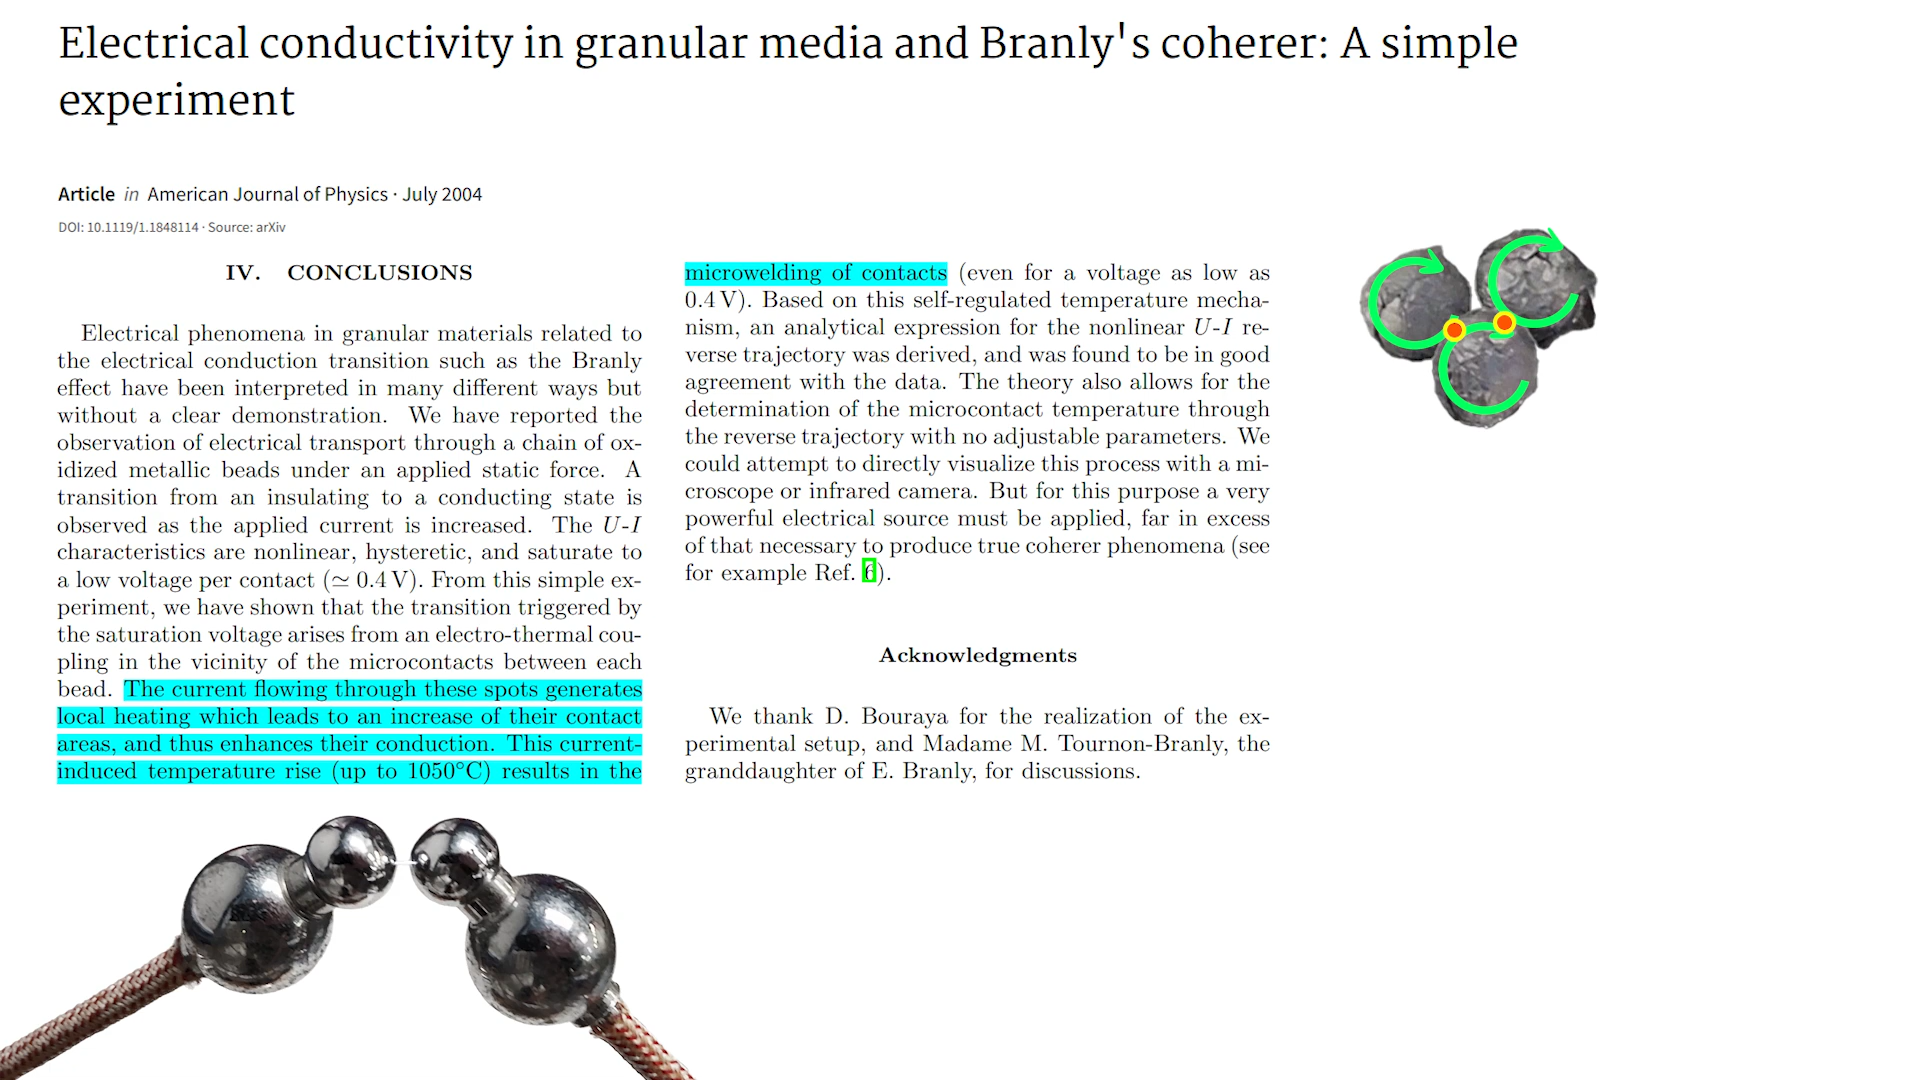 Electrical conductivity in granular media and Branly's coherer: A simple
experiment
Article in American Journal of Physics · July 2004
DOI: 10.1119/1.1848114 · Source: arXiv
IV. CONCLUSIONS
Electrical phenomena in granular materials related to
the electrical conduction transition such as the Branly
effect have been interpreted in many different ways but
without a clear demonstration. We have reported the
observation of electrical transport through a chain of ox-
idized metallic beads under an applied static force. A
transition from an insulating to a conducting state is
observed as the applied current is increased. The U-I
characteristics are nonlinear, hysteretic, and saturate to
a low voltage per contact (≃ 0.4 V). From this simple ex-
periment, we have shown that the transition triggered by
the saturation voltage arises from an electro-thermal cou-
pling in the vicinity of the microcontacts between each
bead. The current flowing through these spots generates
local heating which leads to an increase of their contact
areas, and thus enhances their conduction. This current-
induced temperature rise (up to 1050°C) results in the
microwelding of contacts (even for a voltage as low as
0.4 V). Based on this self-regulated temperature mecha-
nism, an analytical expression for the nonlinear U-I re-
verse trajectory was derived, and was found to be in good
agreement with the data. The theory also allows for the
determination of the microcontact temperature through
the reverse trajectory with no adjustable parameters. We
could attempt to directly visualize this process with a mi-
croscope or infrared camera. But for this purpose a very
powerful electrical source must be applied, far in excess
of that necessary to produce true coherer phenomena (see
for example Ref. 6).
Acknowledgments
We thank D. Bouraya for the realization of the ex-
perimental setup, and Madame M. Tournon-Branly, the
granddaughter of E. Branly, for discussions.